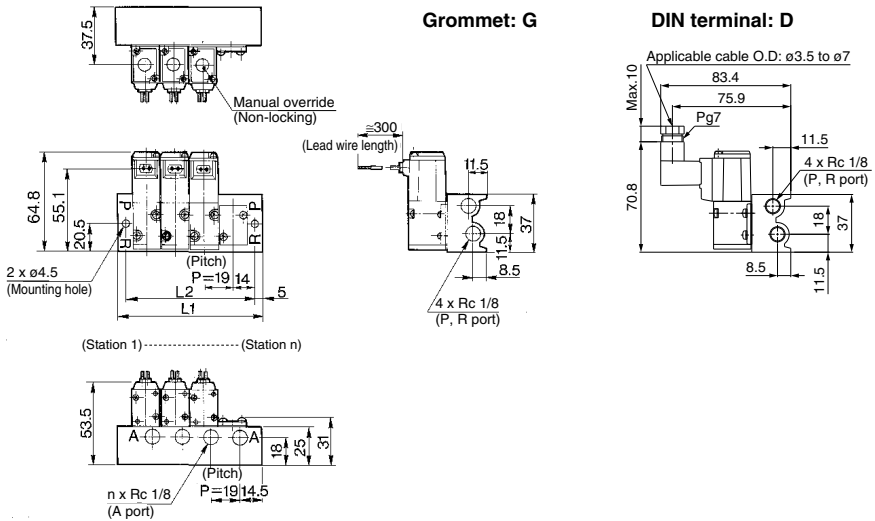 37.5
Manual override
(Non-locking)
Grommet: G
DIN terminal: D
Applicable cable O.D: ø3.5 to ø7
83.4
75.9
Max.10
Pg7
11.5
4 x Rc 1/8
(P, R port)
70.8
18
37
8.5
11.5
≅300
(Lead wire length)
11.5
18
37
11.5
8.5
4 x Rc 1/8
(P, R port)
64.8
55.1
20.5
P
R
P
R
2 x ø4.5
(Mounting hole)
(Pitch)
P=19
14
5
L2
L1
(Station 1)
(Station n)
53.5
A
A
18
25
31
(Pitch)
P=19
14.5
n x Rc 1/8
(A port)